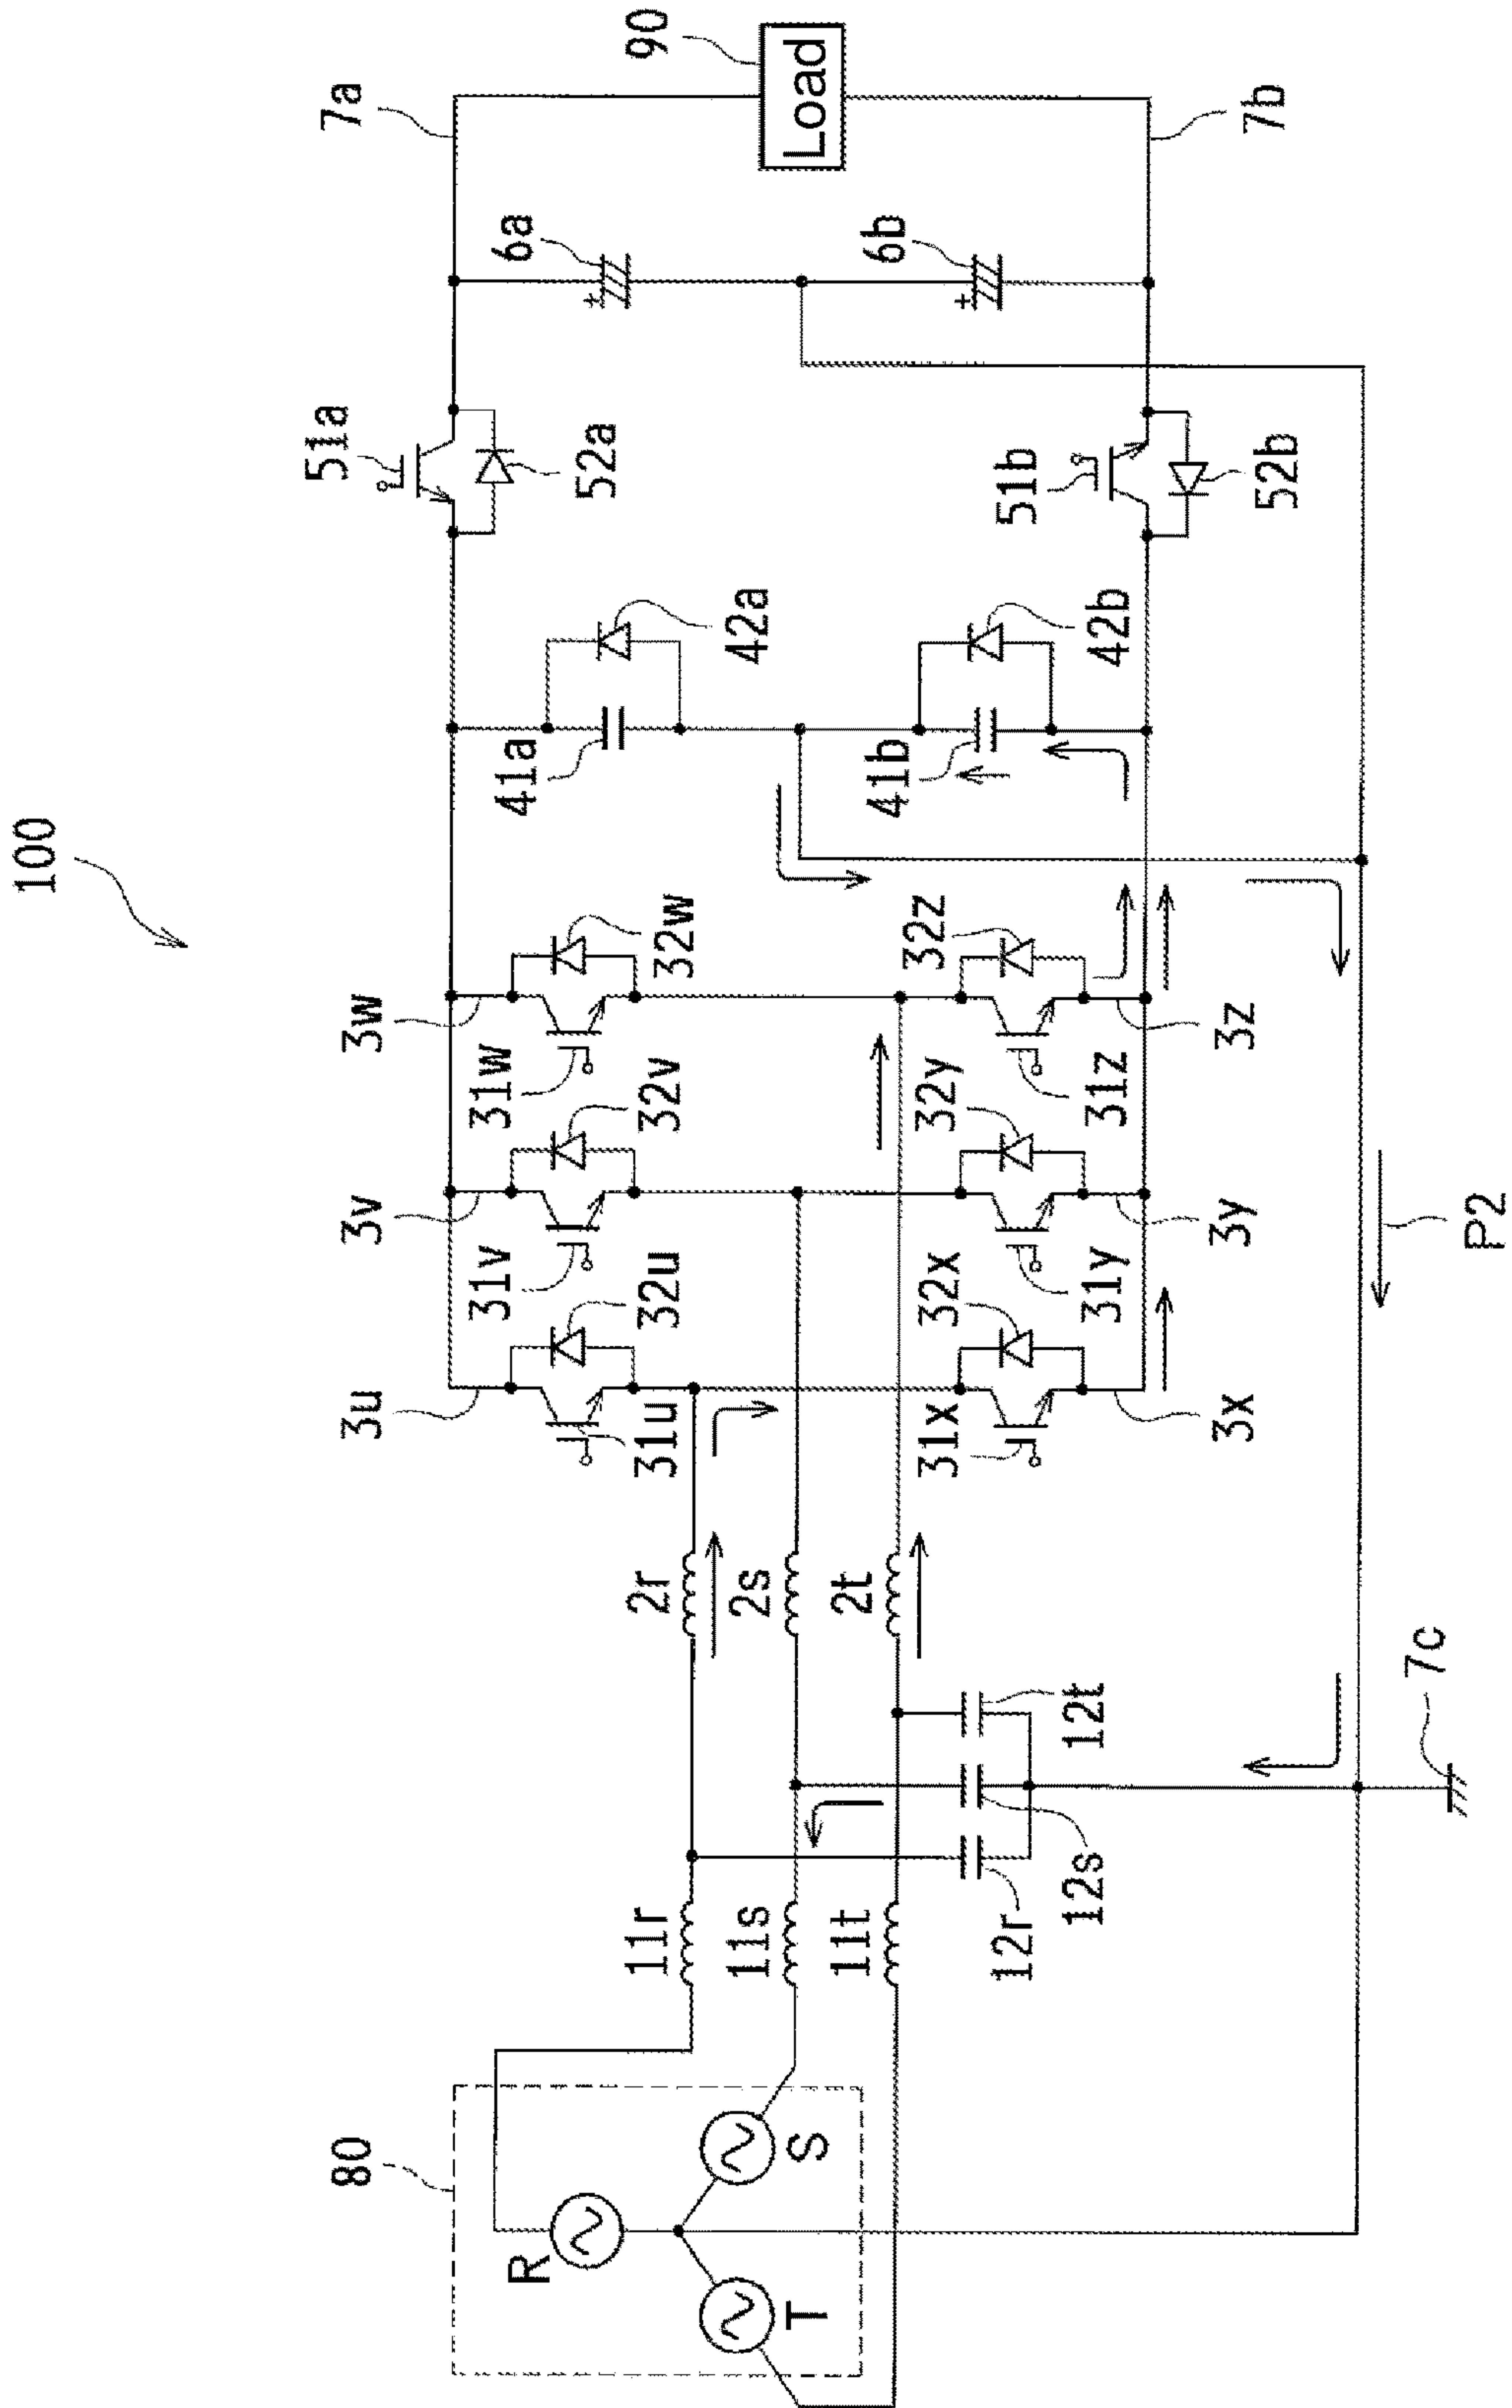 100
7a
90
Load
7b
6a
6b
51a
52a
51b
52b
41a
42a
41b
42b
3w
31w
32w
32z
31z
3z
3v
31v
32v
32y
31y
3y
3u
31u
32u
32x
31x
3x
P2
2r
2s
2t
7c
11r
11s
11t
12r
12s
12t
80
R
S
T
+
+